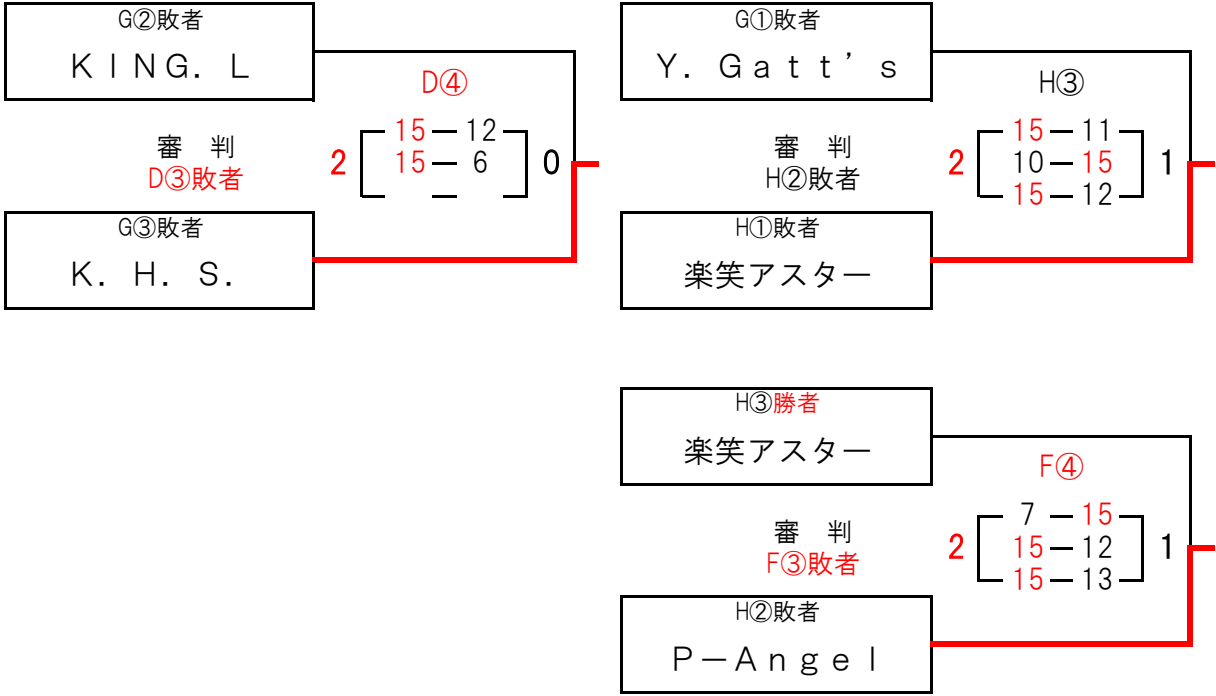 G②敗者
KING．L
D④
審　判
D③敗者
2
15－12
15－ 6
－
0
G③敗者
K．H．S．
G①敗者
Y．Gatt’s
H③
審　判
H②敗者
2
15－11
10－15
15－12
1
H①敗者
楽笑アスター
H③勝者
楽笑アスター
F④
審　判
F③敗者
2
7 －15
15－12
15－13
1
H②敗者
P－Angel